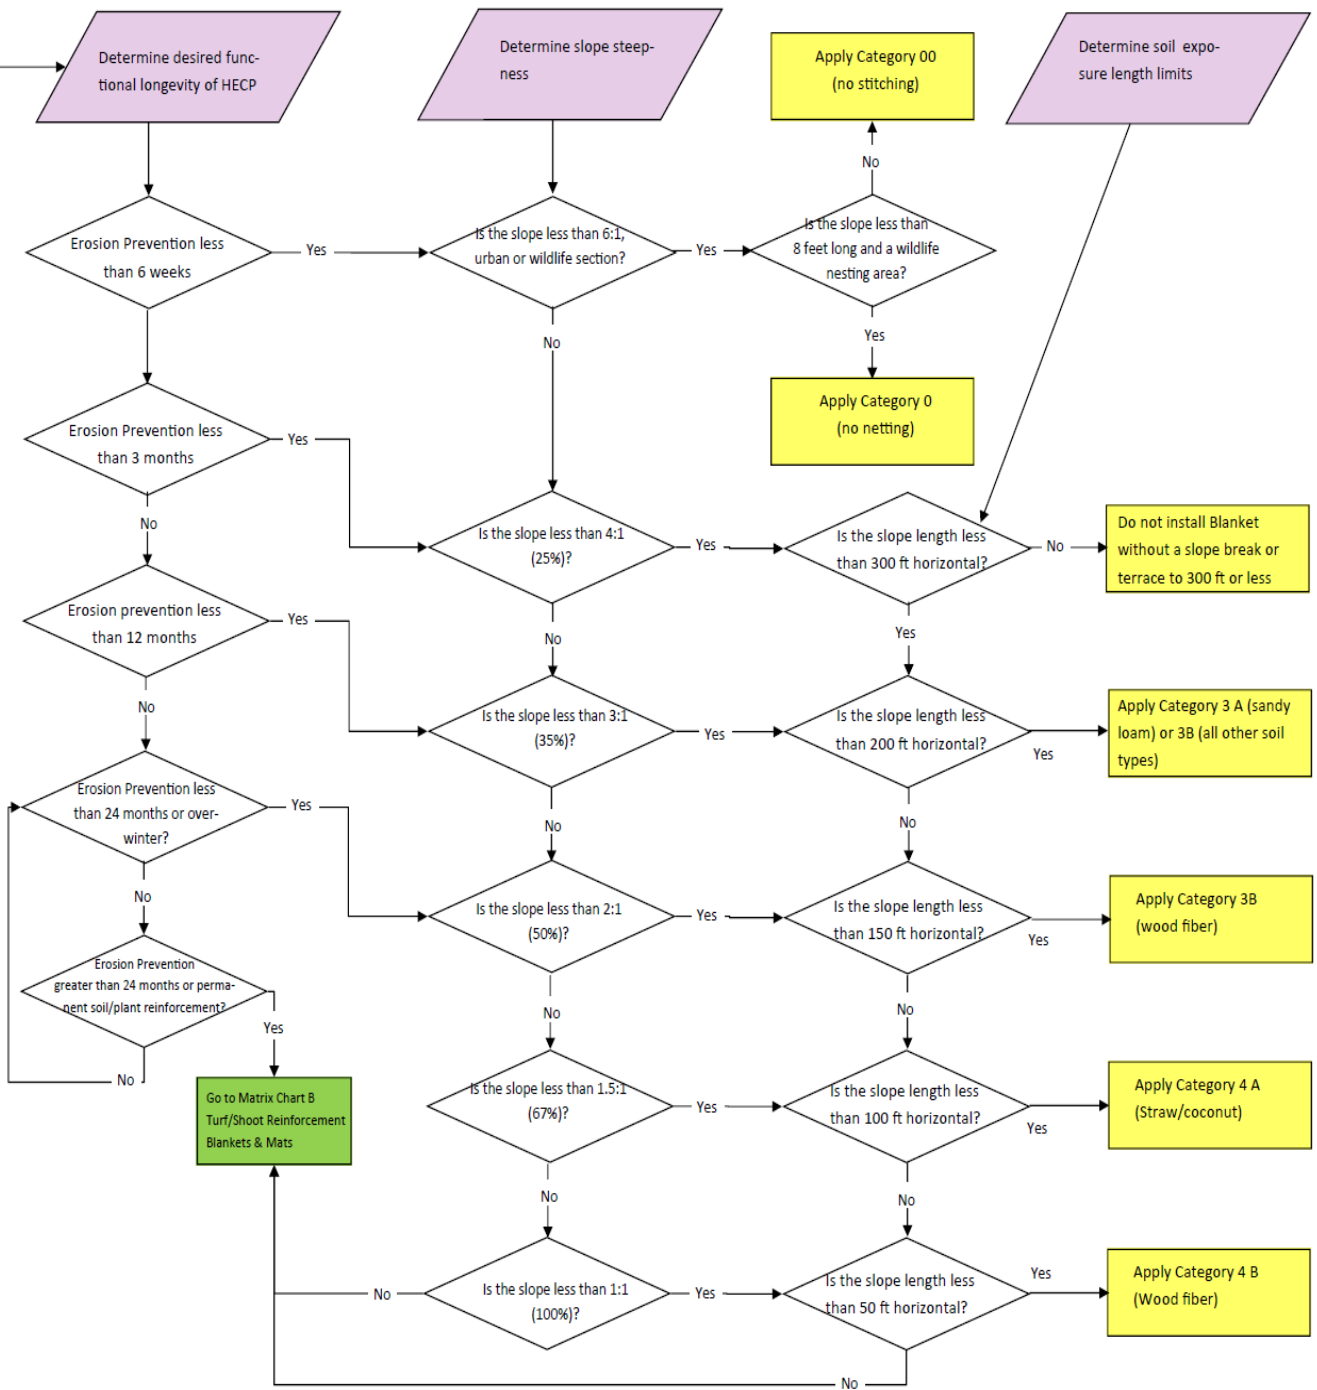 Determine desired func-
tional longevity of HECP
Determine slope steep-
ness
Apply Category 00
(no stitching)
Determine soil expo-
sure length limits
No
Erosion Prevention less
than 6 weeks
Yes
Is the slope less than 6:1,
urban or wildlife section?
Yes
Is the slope less than
8 feet long and a wildlife
nesting area?
No
Yes
Apply Category 0
(no netting)
Erosion Prevention less
than 3 months
Yes
No
Is the slope less than 4:1
(25%)?
Yes
Is the slope length less
than 300 ft horizontal?
No
Do not install Blanket
without a slope break or
terrace to 300 ft or less
Erosion prevention less
than 12 months
Yes
No
Yes
No
Is the slope less than 3:1
(35%)?
Yes
Is the slope length less
than 200 ft horizontal?
Yes
Apply Category 3 A (sandy
loam) or 3B (all other soil
types)
Erosion Prevention less
than 24 months or over-
winter?
Yes
No
No
No
Is the slope less than 2:1
(50%)?
Yes
Is the slope length less
than 150 ft horizontal?
Yes
Apply Category 3B
(wood fiber)
Erosion Prevention
greater than 24 months or perma-
nent soil/plant reinforcement?
Yes
No
No
No
Go to Matrix Chart B
Turf/Shoot Reinforcement
Blankets & Mats
Is the slope less than 1.5:1
(67%)?
Yes
Is the slope length less
than 100 ft horizontal?
Yes
Apply Category 4 A
(Straw/coconut)
No
No
No
Is the slope less than 1:1
(100%)?
Yes
Is the slope length less
than 50 ft horizontal?
Yes
Apply Category 4 B
(Wood fiber)
No